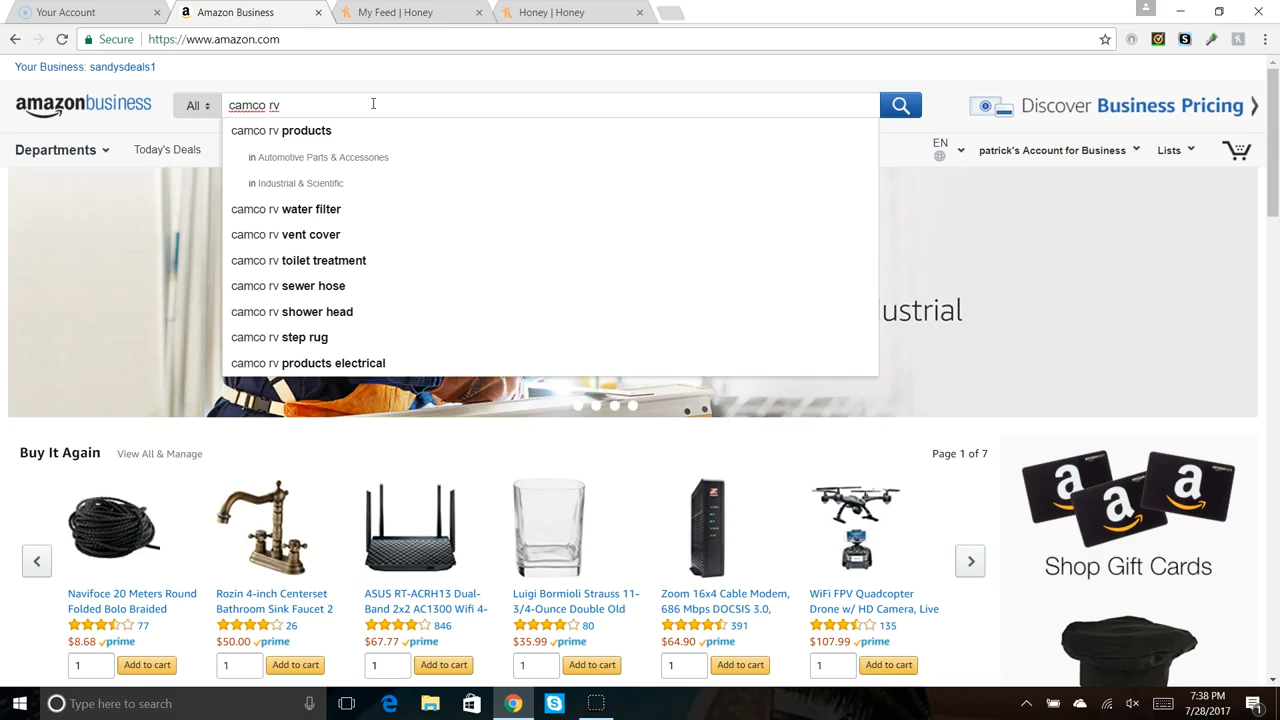 Your Account
Amazon Business
My Feed | Honey
Honey | Honey
Secure https://www.amazon.com
Your Business: sandysdeals1
amazonbusiness
All
camco rv
Discover Business Pricing
Departments
Today's Deals
EN
patrick's Account for Business
Lists
camco rv products
in Automotive Parts & Accessories
in Industrial & Scientific
camco rv water filter
camco rv vent cover
camco rv toilet treatment
camco rv sewer hose
camco rv shower head
camco rv step rug
camco rv products electrical
dustrial
Buy It Again
View All & Manage
Page 1 of 7
Navifoce 20 Meters Round
Folded Bolo Braided
77
$8.68 prime
1
Add to cart
Rozin 4-inch Centerset
Bathroom Sink Faucet 2
26
$50.00 prime
1
Add to cart
ASUS RT-ACRH13 Dual-
Band 2x2 AC1300 Wifi 4-
846
$67.77 prime
1
Add to cart
Luigi Bormioli Strauss 11-
3/4-Ounce Double Old
80
$35.99 prime
1
Add to cart
Zoom 16x4 Cable Modem,
686 Mbps DOCSIS 3.0,
391
$64.90 prime
1
Add to cart
WiFi FPV Quadcopter
Drone w/ HD Camera, Live
135
$107.99 prime
1
Add to cart
Shop Gift Cards
Type here to search
7:38 PM
7/28/2017